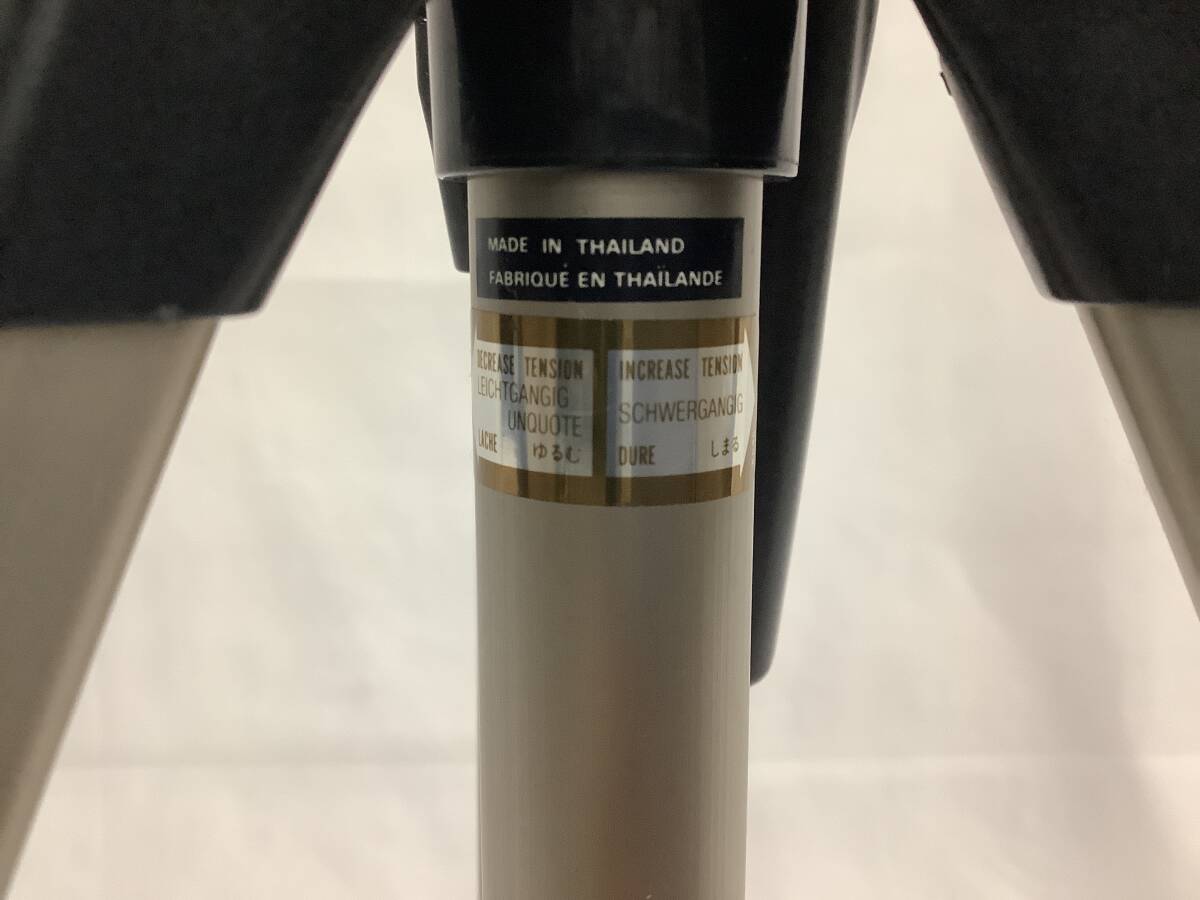 MADE IN THAILAND
FABRIQUÉ EN THAÏLANDE
DECREASE TENSION
LEICHTGANGIG
UNQUOTE
LACHE ゆるむ
INCREASE TENSION
SCHWERGANGIG
DURE しまる